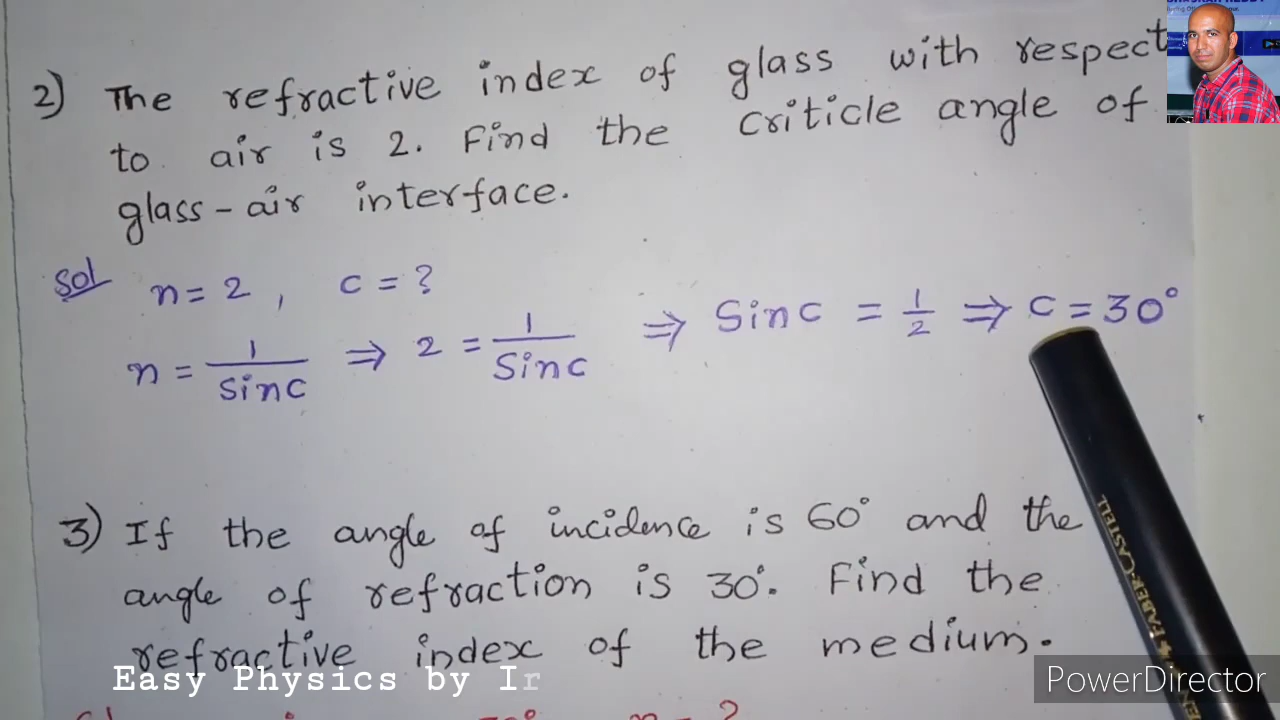 2) The refractive index of glass with respect
to air is 2. Find the criticle angle of
glass-air interface.
Sol n = 2 , c = ?
n = 1/Sinc ⇒ 2 = 1/Sinc ⇒ Sinc = 1/2 ⇒ c = 30°
3) If the angle of incidence is 60° and the
angle of refraction is 30°. Find the
refractive index of the medium.
Easy Physics by Ir
PowerDirector
FABER-CASTELL